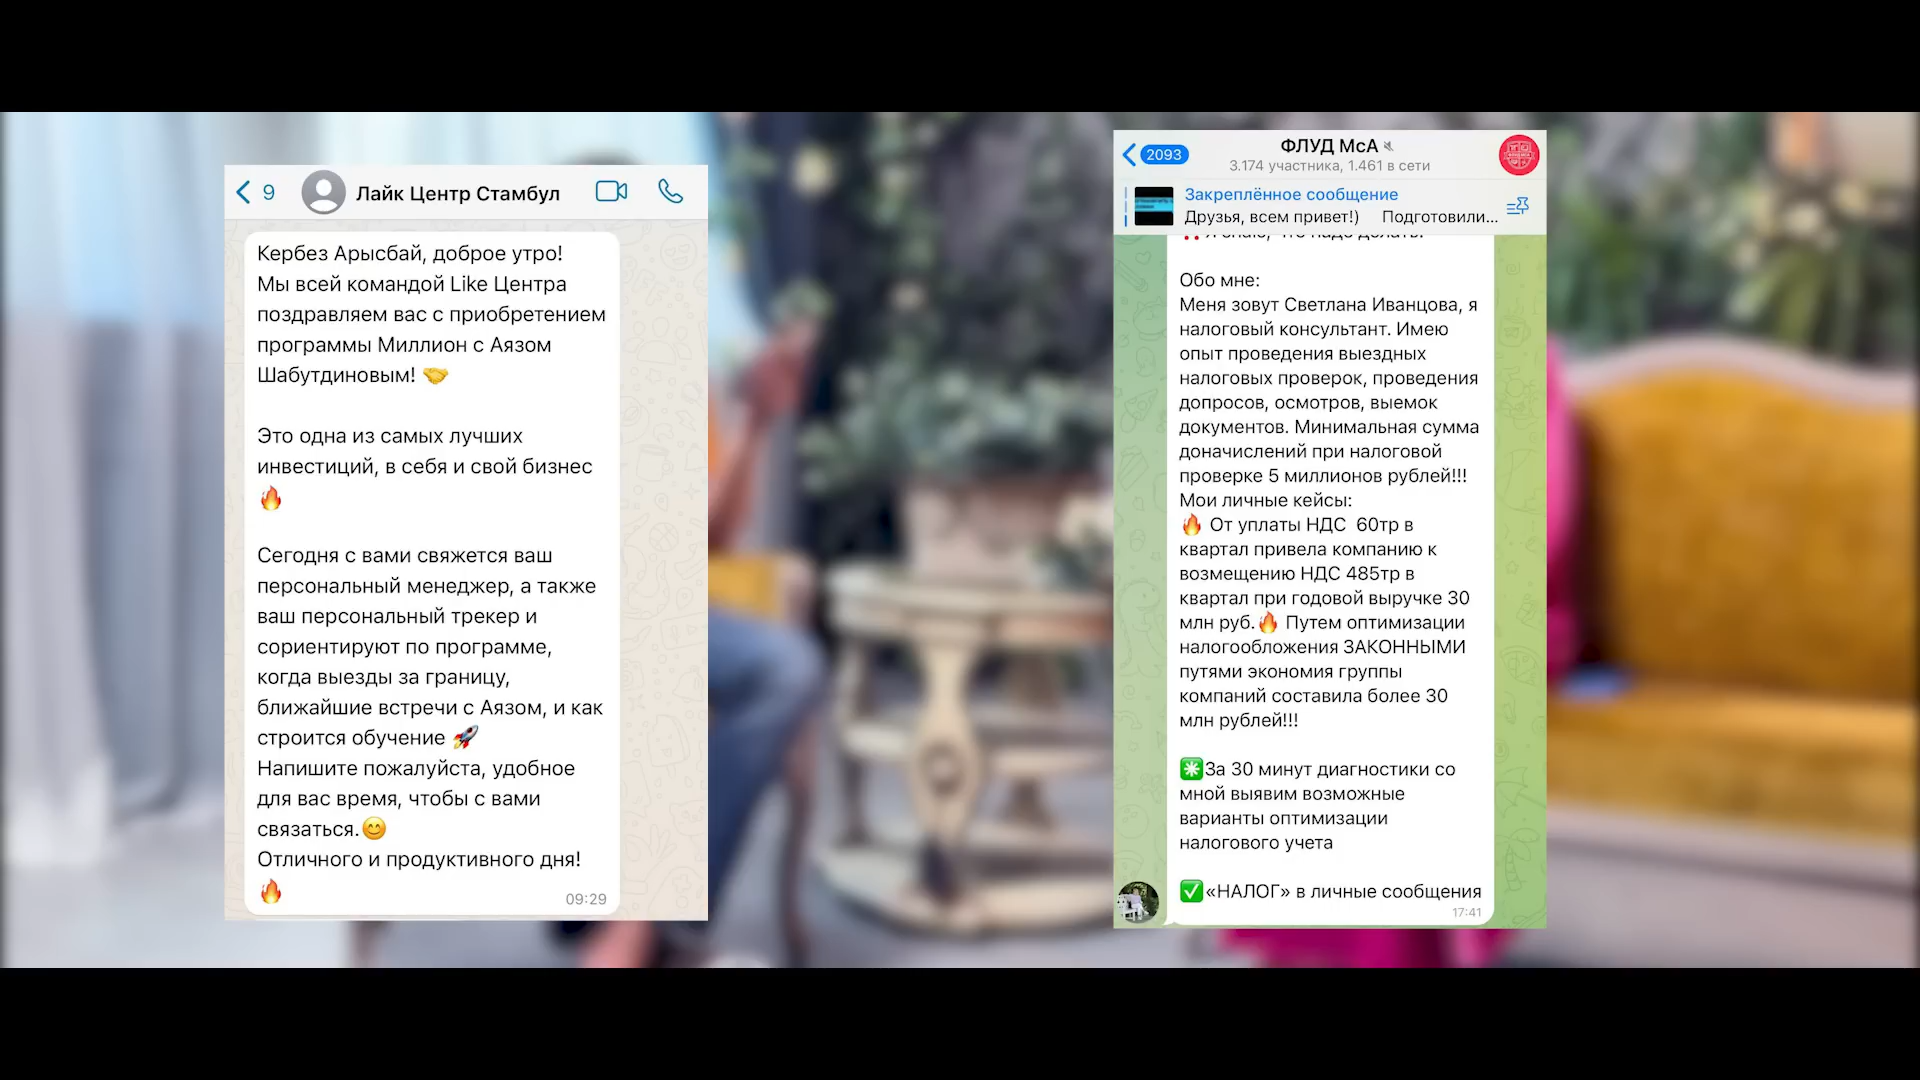 9
Лайк Центр Стамбул
Кербез Арысбай, доброе утро!
Мы всей командой Like Центра
поздравляем вас с приобретением
программы Миллион с Аязом
Шабутдиновым! 🤝
Это одна из самых лучших
инвестиций, в себя и свой бизнес
🔥
Сегодня с вами свяжется ваш
персональный менеджер, а также
ваш персональный трекер и
сориентируют по программе,
когда выезды за границу,
ближайшие встречи с Аязом, и как
строится обучение 🚀
Напишите пожалуйста, удобное
для вас время, чтобы с вами
связаться.😊
Отличного и продуктивного дня!
🔥
09:29
2093
ФЛУД МсА
3.174 участника, 1.461 в сети
Закреплённое сообщение
Друзья, всем привет!) Подготовили...
Обо мне:
Меня зовут Светлана Иванцова, я
налоговый консультант. Имею
опыт проведения выездных
налоговых проверок, проведения
допросов, осмотров, выемок
документов. Минимальная сумма
доначислений при налоговой
проверке 5 миллионов рублей!!!
Мои личные кейсы:
🔥 От уплаты НДС 60тр в
квартал привела компанию к
возмещению НДС 485тр в
квартал при годовой выручке 30
млн руб.🔥 Путем оптимизации
налогообложения ЗАКОННЫМИ
путями экономия группы
компаний составила более 30
млн рублей!!!
✳️За 30 минут диагностики со
мной выявим возможные
варианты оптимизации
налогового учета
✅«НАЛОГ» в личные сообщения
17:41